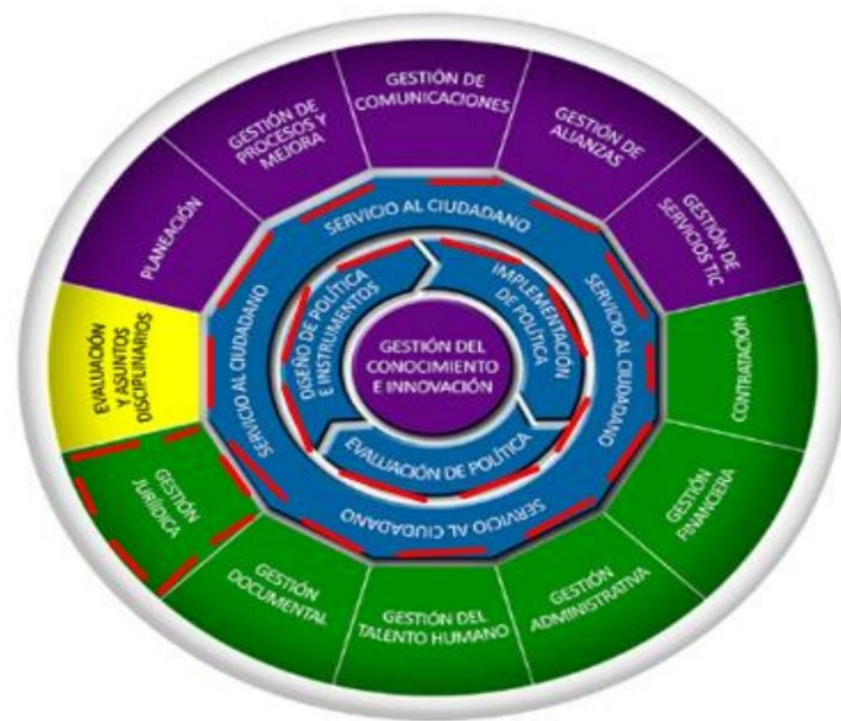 GESTIÓN DE
COMUNICACIONES
GESTIÓN DE
ALIANZAS
GESTIÓN DE
SERVICIOS TIC
CONTRATACIÓN
GESTIÓN
FINANCIERA
GESTIÓN
ADMINISTRATIVA
GESTIÓN DEL
TALENTO HUMANO
GESTIÓN
DOCUMENTAL
GESTIÓN
JURÍDICA
EVALUACIÓN
Y ASUNTOS
DISCIPLINARIOS
PLANEACIÓN
GESTIÓN DE
PROCESOS Y
MEJORA
SERVICIO AL CIUDADANO
SERVICIO AL CIUDADANO
SERVICIO AL CIUDADANO
SERVICIO AL CIUDADANO
SERVICIO AL CIUDADANO
DISEÑO DE POLÍTICA
E INSTRUMENTOS
IMPLEMENTACIÓN
DE POLÍTICA
EVALUACIÓN DE POLÍTICA
GESTIÓN DEL
CONOCIMIENTO
E INNOVACIÓN